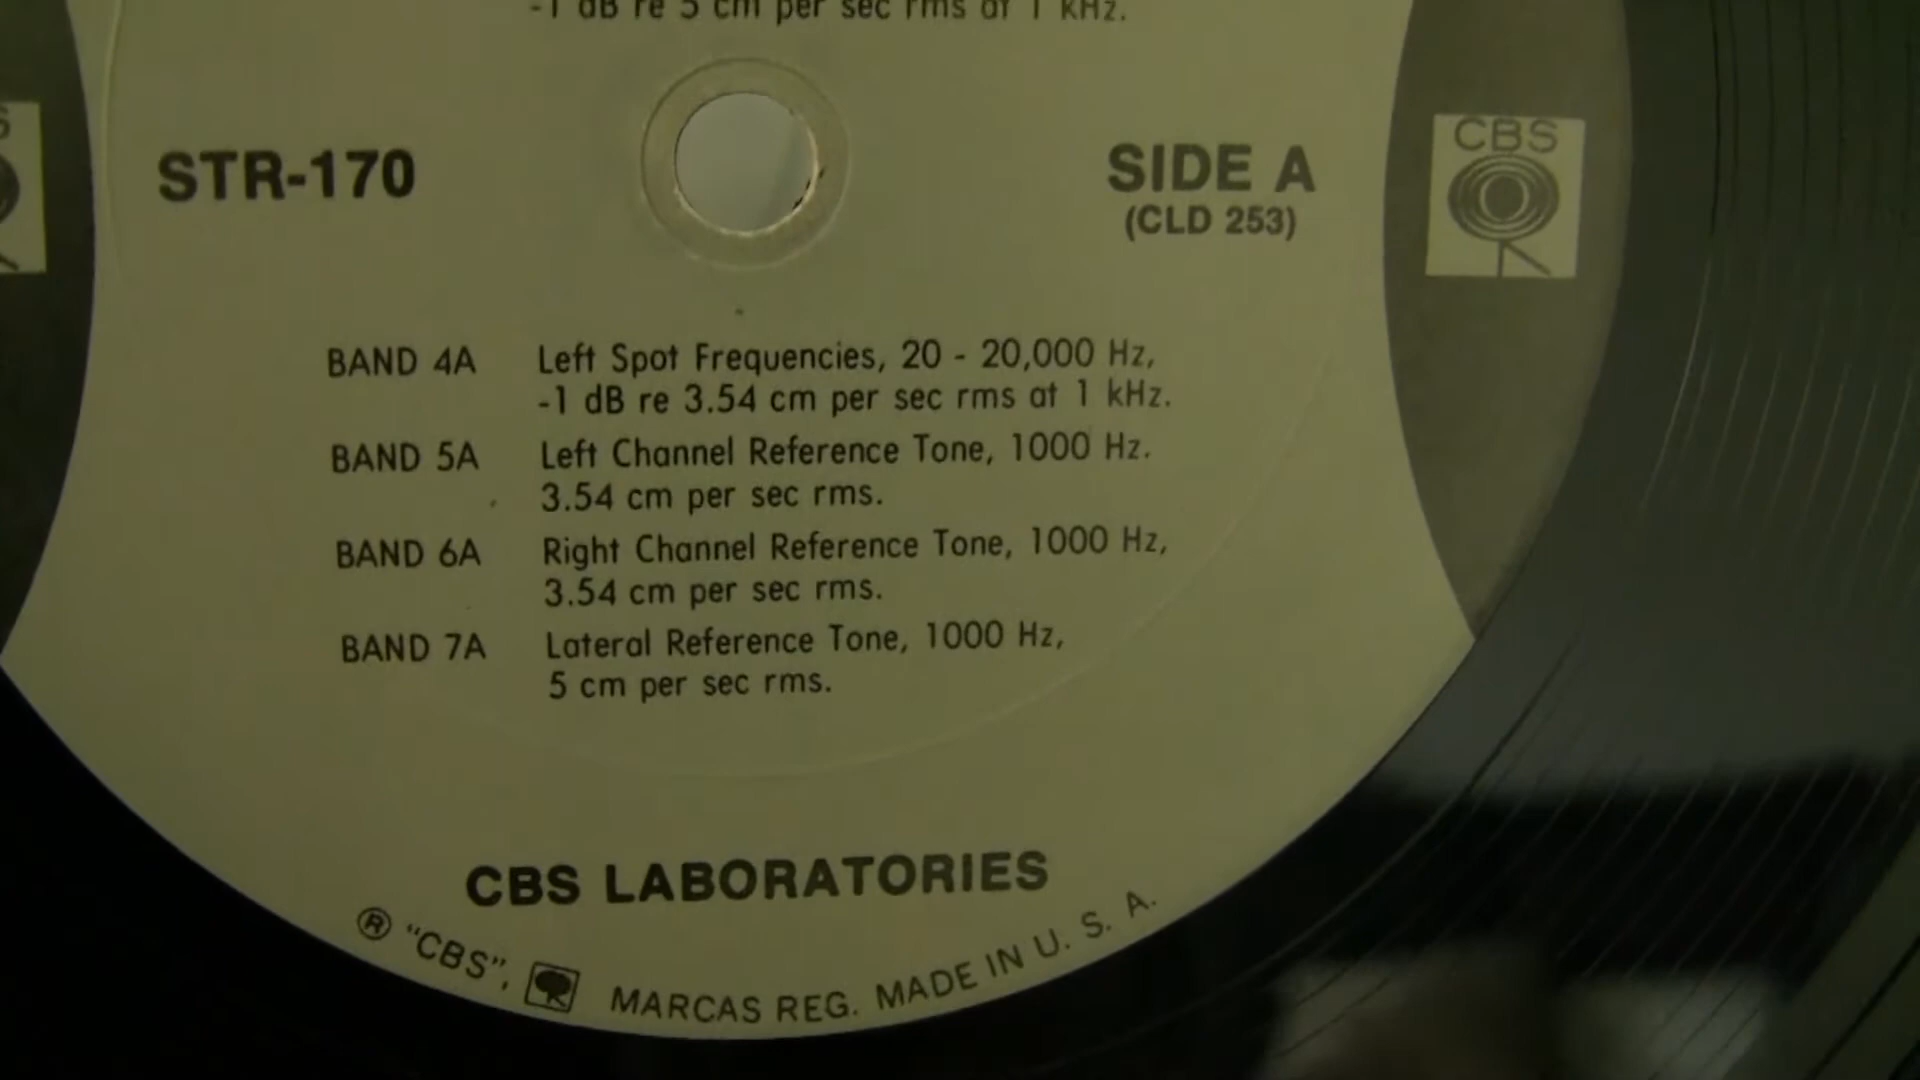 -1 dB re 5 cm per sec rms at 1 kHz.
STR-170
SIDE A
(CLD 253)
CBS
BAND 4A Left Spot Frequencies, 20 - 20,000 Hz,
-1 dB re 3.54 cm per sec rms at 1 kHz.
BAND 5A Left Channel Reference Tone, 1000 Hz.
3.54 cm per sec rms.
BAND 6A Right Channel Reference Tone, 1000 Hz,
3.54 cm per sec rms.
BAND 7A Lateral Reference Tone, 1000 Hz,
5 cm per sec rms.
CBS LABORATORIES
® "CBS", MARCAS REG. MADE IN U. S. A.